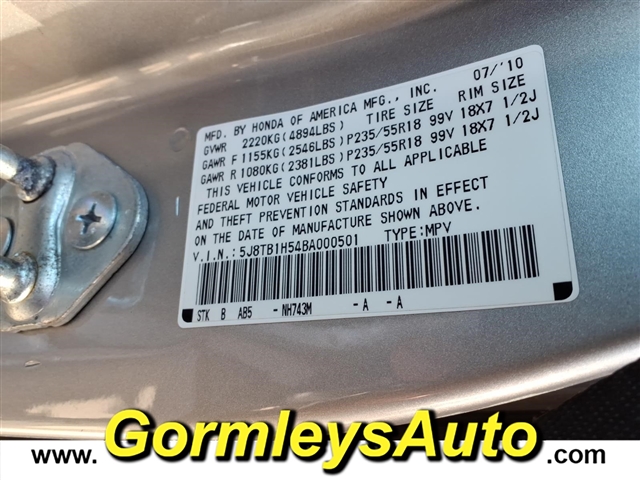 MFD. BY HONDA OF AMERICA MFG., INC. 07/'10
GVWR 2220KG(4894LBS) TIRE SIZE RIM SIZE
GAWR F1155KG(2546LBS)P235/55R18 99V 18X7 1/2J
GAWR R1080KG(2381LBS)P235/55R18 99V 18X7 1/2J
THIS VEHICLE CONFORMS TO ALL APPLICABLE
FEDERAL MOTOR VEHICLE SAFETY
AND THEFT PREVENTION STANDARDS IN EFFECT
ON THE DATE OF MANUFACTURE SHOWN ABOVE.
V.I.N.:5J8TB1H54BA000501 TYPE:MPV
STK B AB5 -NH743M -A -A
www.GormleysAuto.com